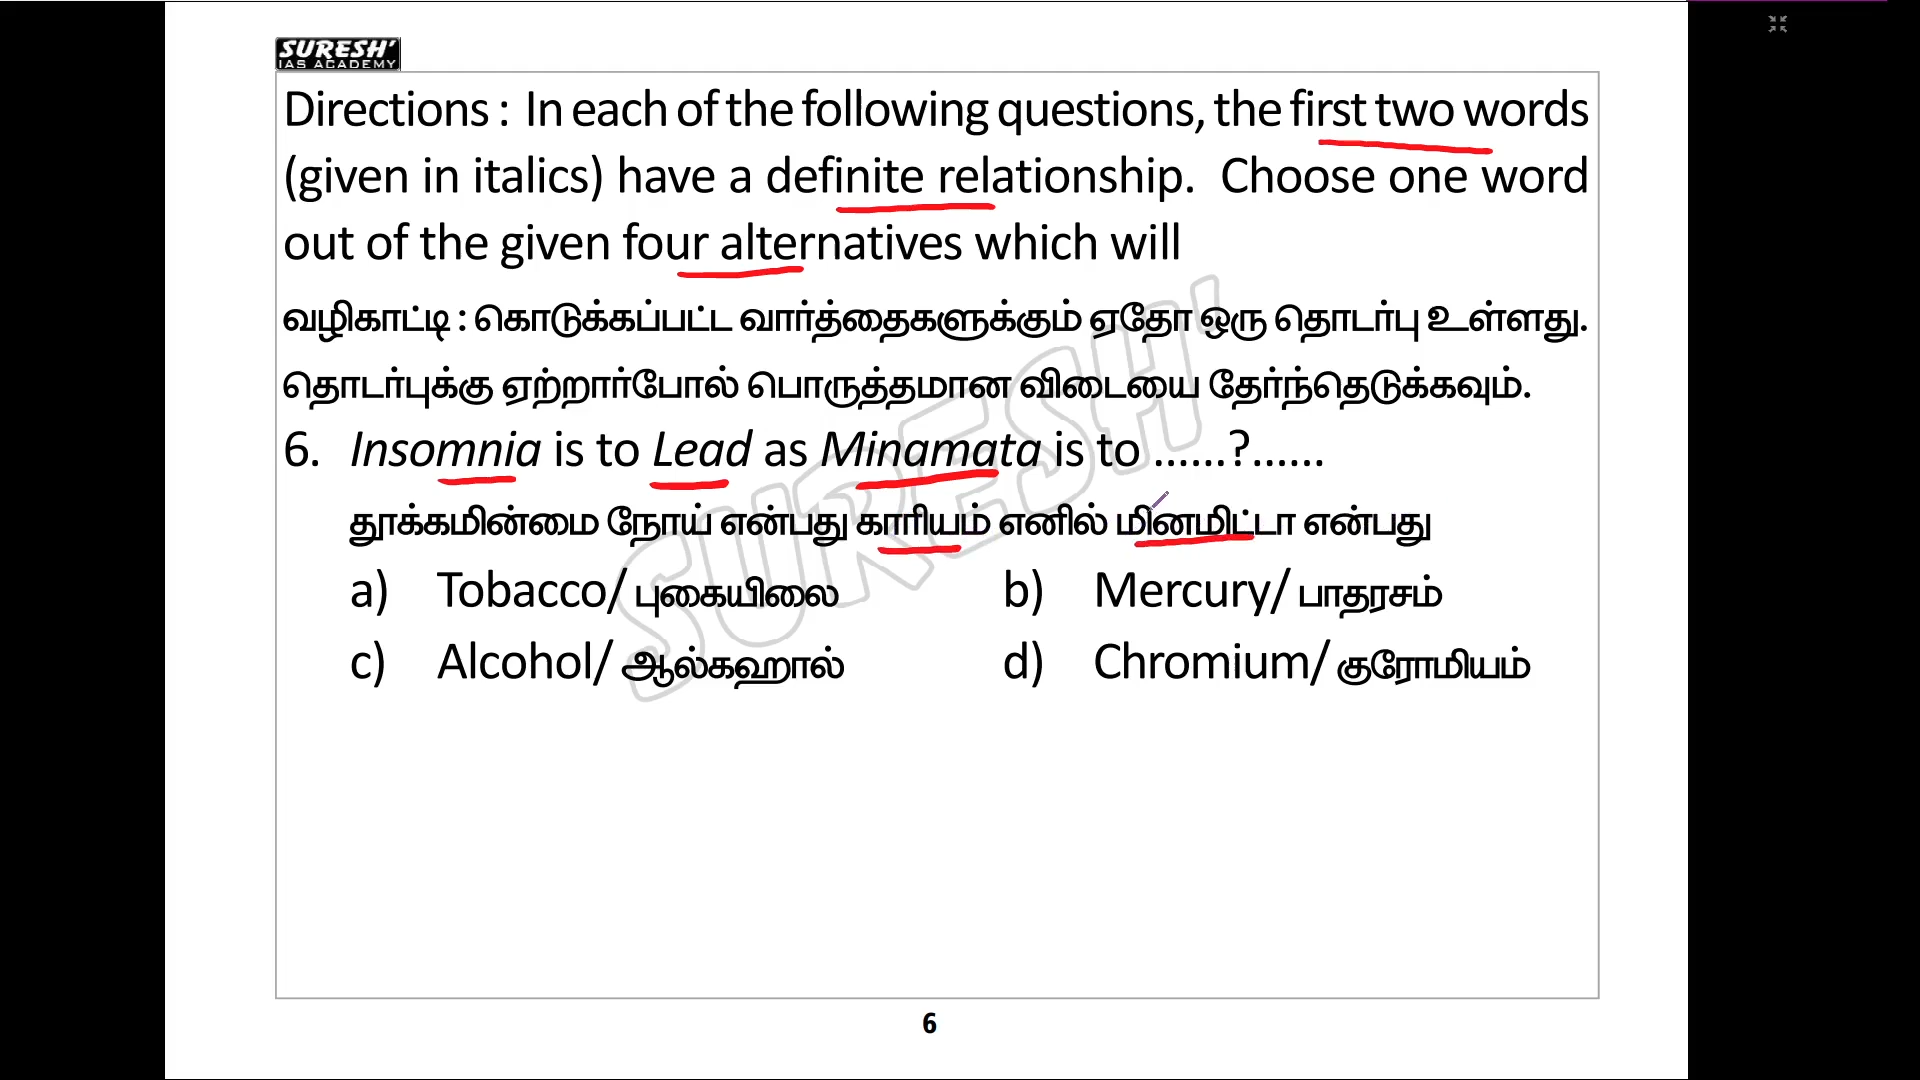 SURESH'
IAS ACADEMY
Directions : In each of the following questions, the first two words
(given in italics) have a definite relationship. Choose one word
out of the given four alternatives which will
வழிகாட்டி : கொடுக்கப்பட்ட வார்த்தைகளுக்கும் ஏதோ ஒரு தொடர்பு உள்ளது.
தொடர்புக்கு ஏற்றார்போல் பொருத்தமான விடையை தேர்ந்தெடுக்கவும்.
6. Insomnia is to Lead as Minamata is to ......?......
தூக்கமின்மை நோய் என்பது காரியம் எனில் மினமிட்டா என்பது
a) Tobacco/ புகையிலை b) Mercury/ பாதரசம்
c) Alcohol/ ஆல்கஹால் d) Chromium/ குரோமியம்
SURESH'
6